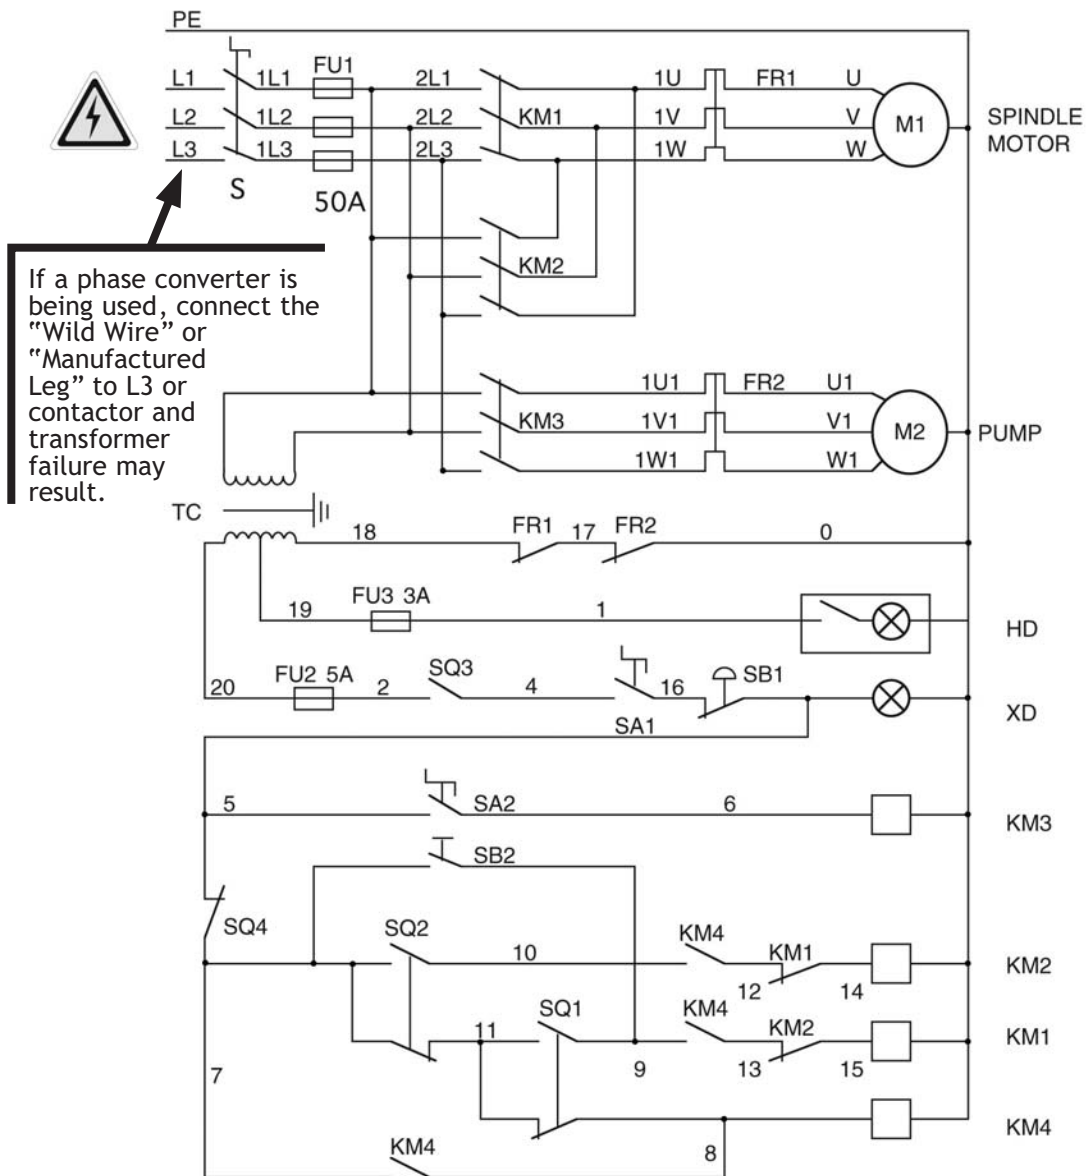 PE
L1 1L1 FU1 2L1 1U FR1 U
L2 1L2 2L2 KM1 1V V M1 SPINDLE
L3 1L3 2L3 1W W MOTOR
S 50A
KM2
If a phase converter is
being used, connect the
“Wild Wire” or
“Manufactured
Leg” to L3 or
contactor and
transformer
failure may
result.
1U1 FR2 U1
KM3 1V1 V1 M2 PUMP
1W1 W1
TC
18 FR1 17 FR2 0
19 FU3 3A 1 HD
20 FU2 5A 2 SQ3 4 16 SB1 XD
SA1
5 SA2 6 KM3
SB2
SQ4
SQ2 10 KM4 KM1 KM2
12 14
11 SQ1 KM4 KM2 KM1
7 9 13 15
KM4
KM4 8